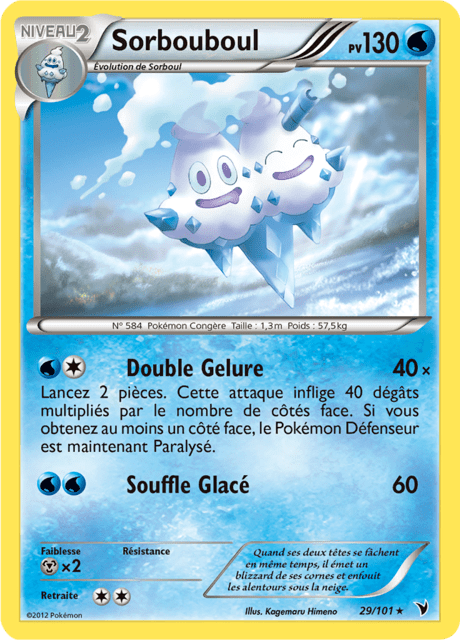 NIVEAU2
Sorbouboul
PV130
Évolution de Sorboul
N° 584 Pokémon Congère Taille : 1,3m Poids : 57,5kg
Double Gelure 40×
Lancez 2 pièces. Cette attaque inflige 40 dégâts
multipliés par le nombre de côtés face. Si vous
obtenez au moins un côté face, le Pokémon Défenseur
est maintenant Paralysé.
Souffle Glacé 60
Faiblesse
Résistance
×2
Retraite
Quand ses deux têtes se fâchent
en même temps, il émet un
blizzard de ses cornes et enfouit
les alentours sous la neige.
©2012 Pokémon
Illus. Kagemaru Himeno
29/101 ★